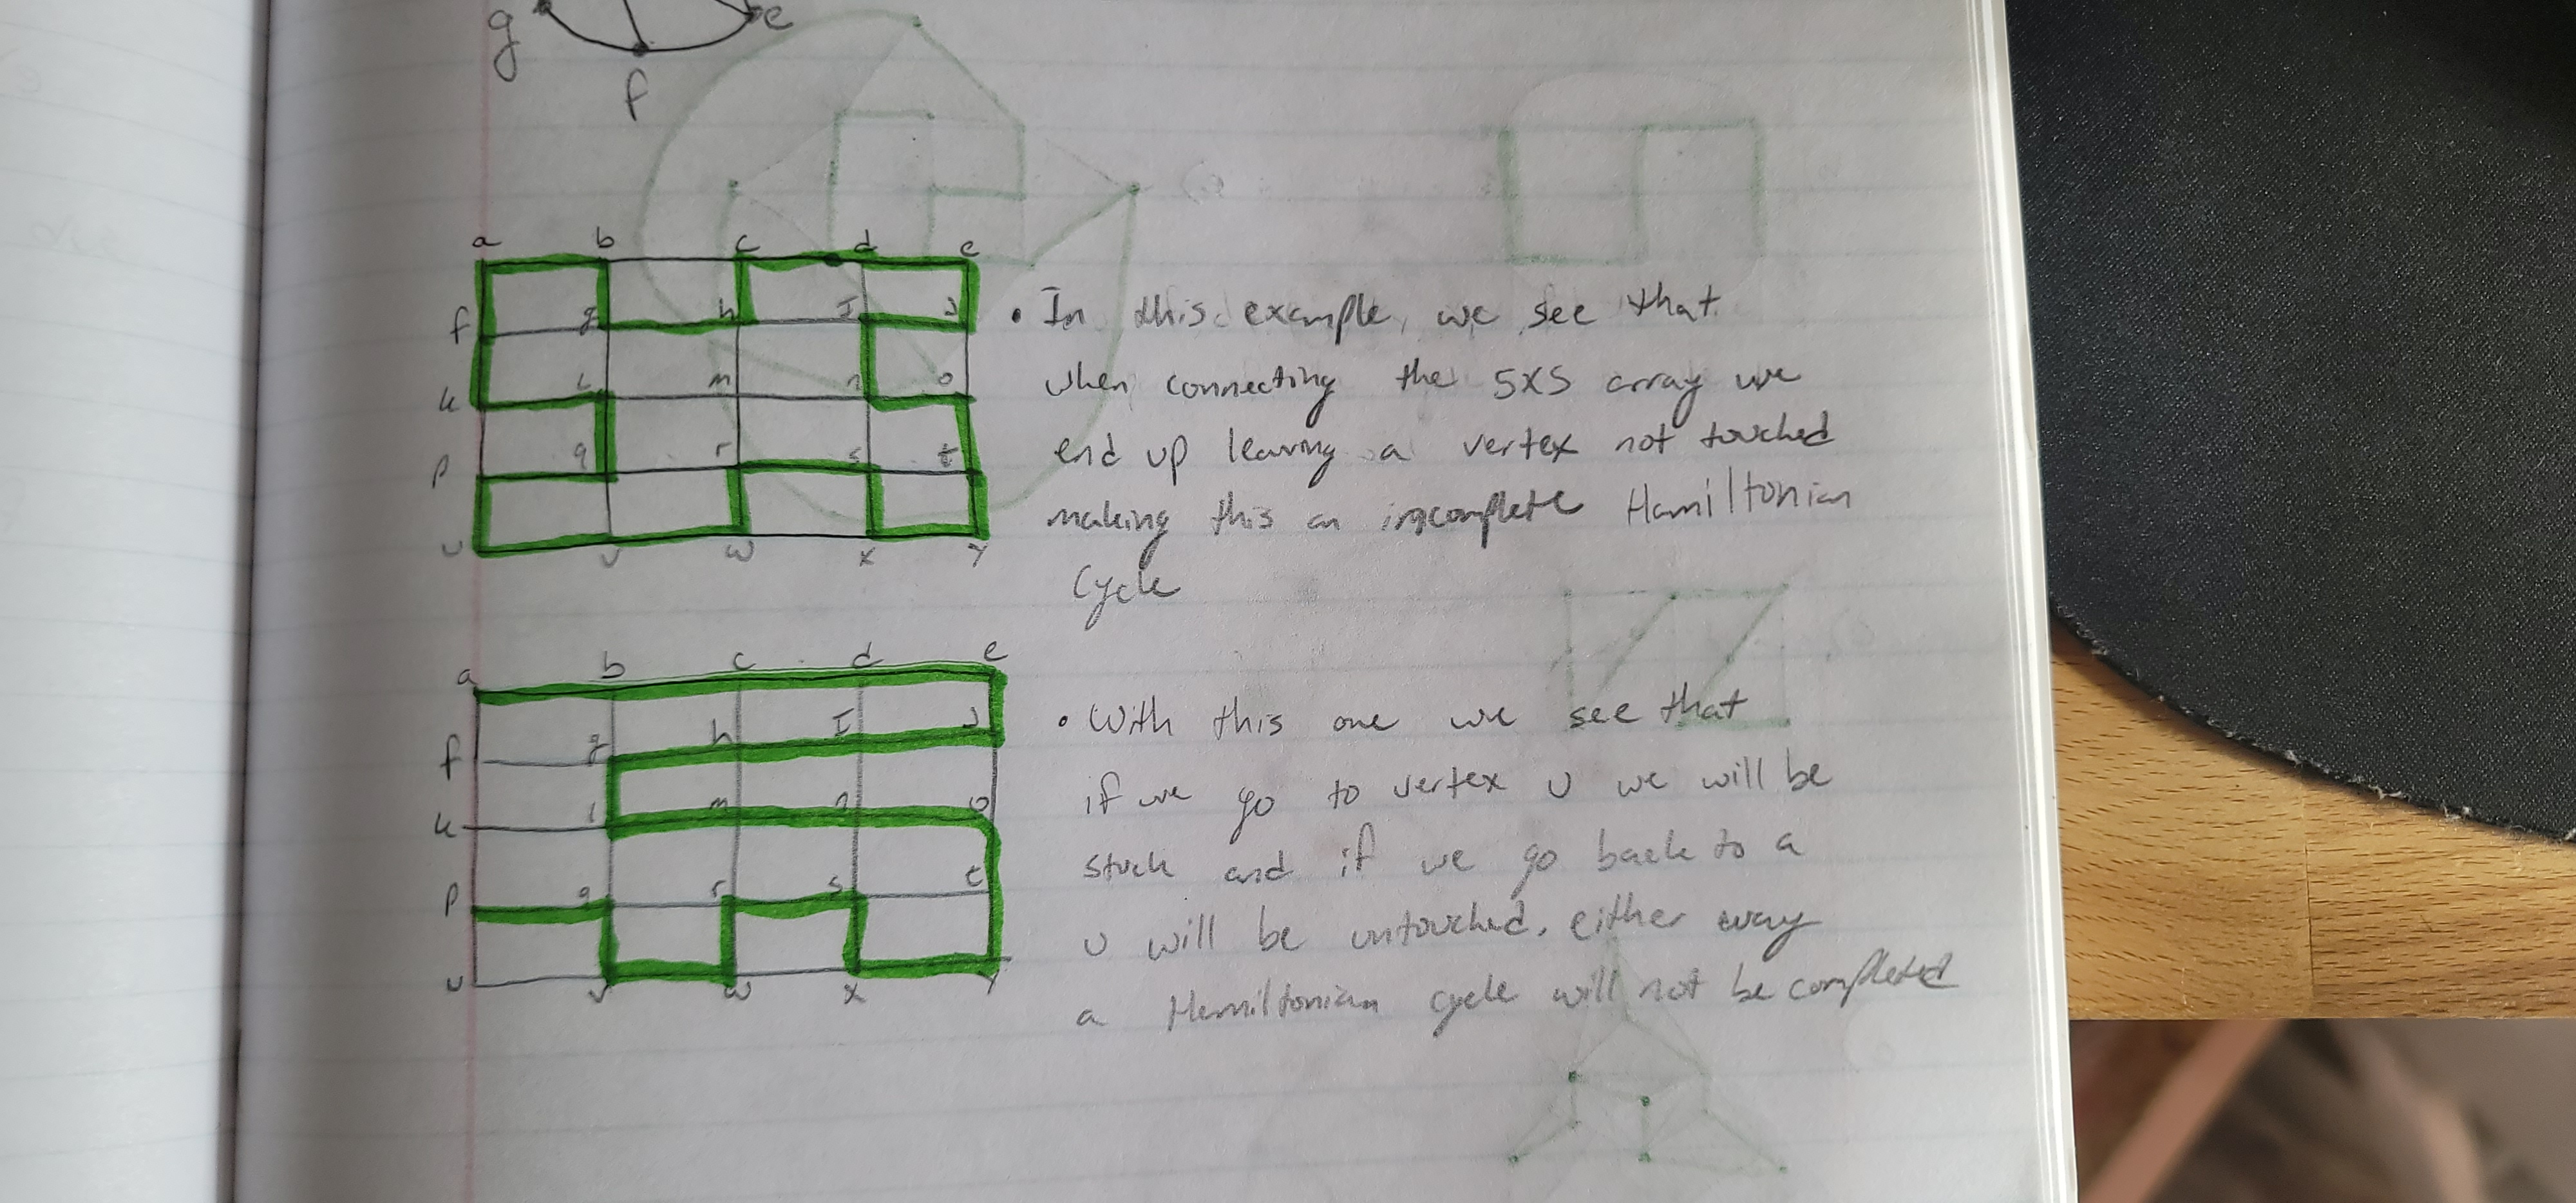 g
f
e
a b c d e
f g h I J
k l m n o
p q r s t
u v w x y
• In this example, we see that
when connecting the 5x5 array we
end up leaving a vertex not touched
making this an incomplete Hamiltonian
Cycle
a b c d e
f g h I J
k l m n o
p q r s t
u v w x y
• With this one we see that
if we go to vertex u we will be
stuck and if we go back to a
u will be untouched, either way
a Hamiltonian cycle will not be completed